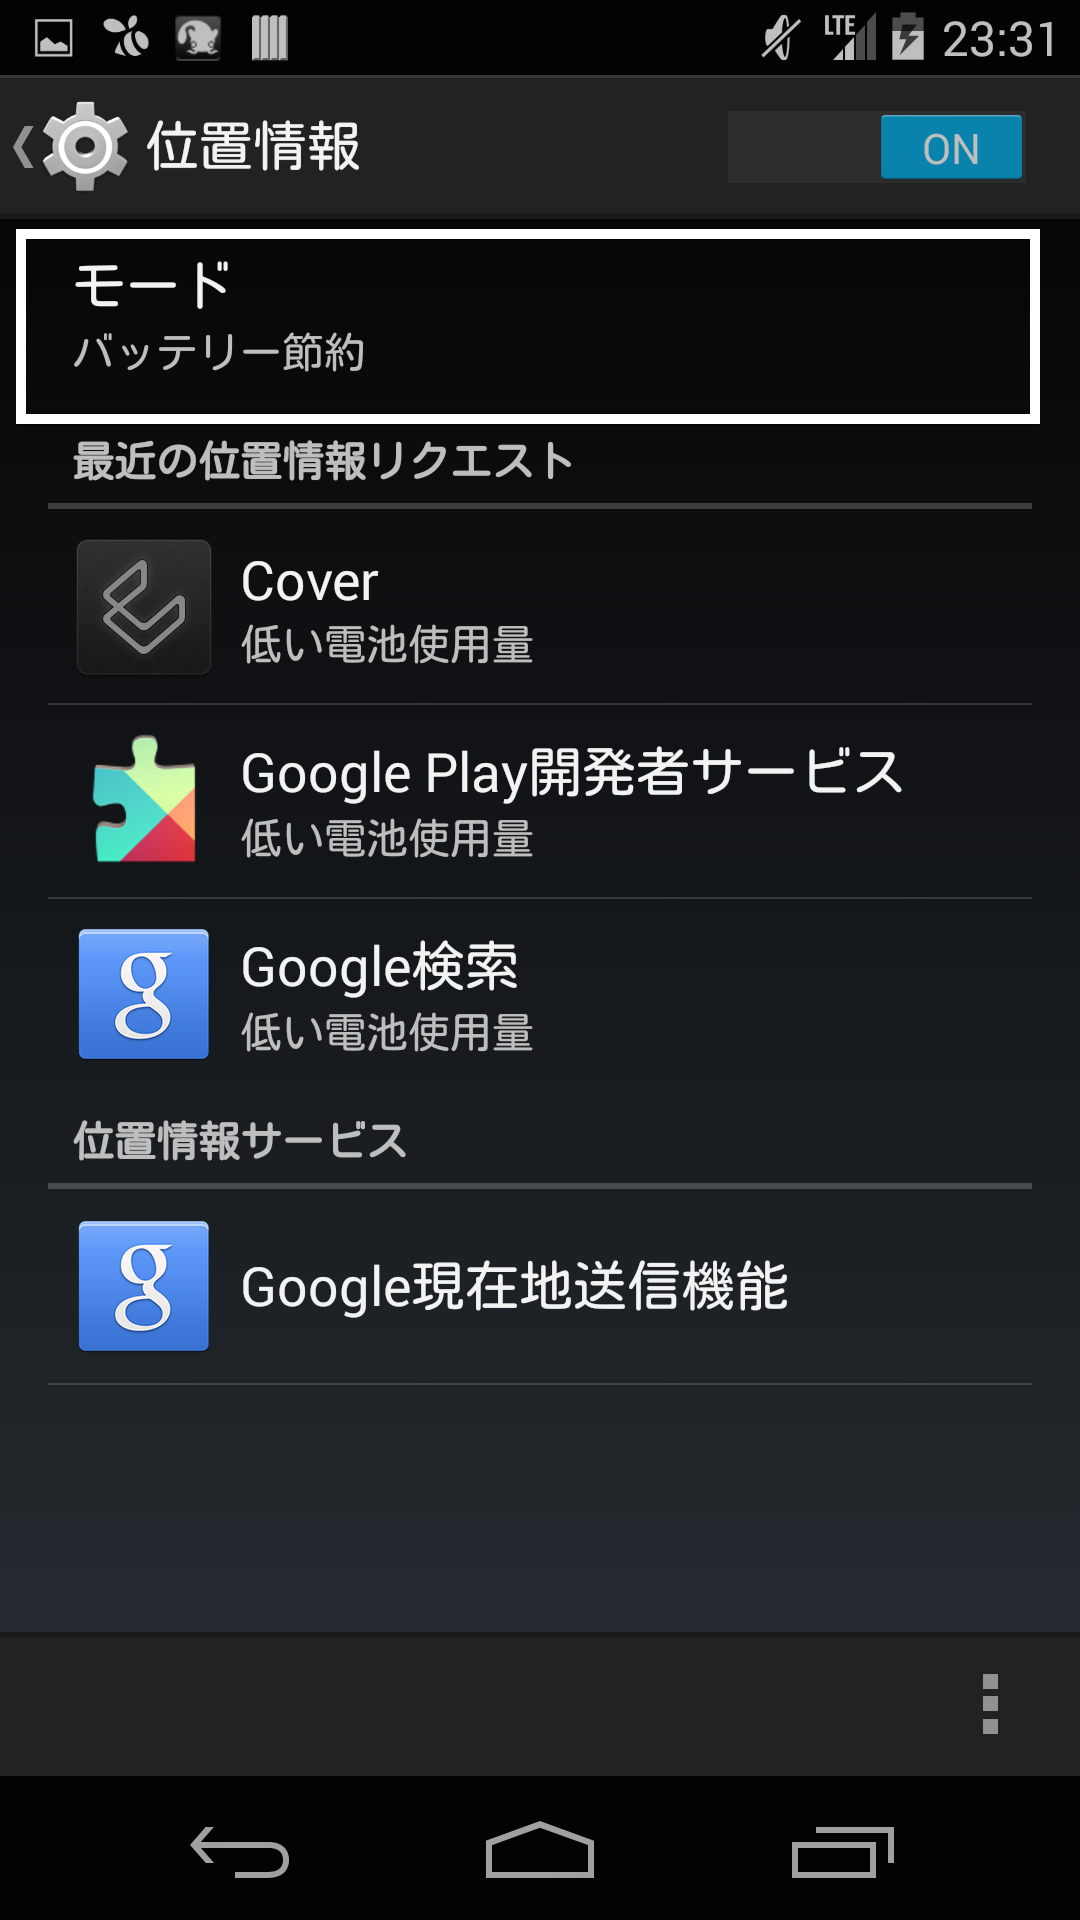 LTE 23:31
位置情報 ON
モード
バッテリー節約
最近の位置情報リクエスト
Cover
低い電池使用量
Google Play開発者サービス
低い電池使用量
g
Google検索
低い電池使用量
位置情報サービス
g
Google現在地送信機能